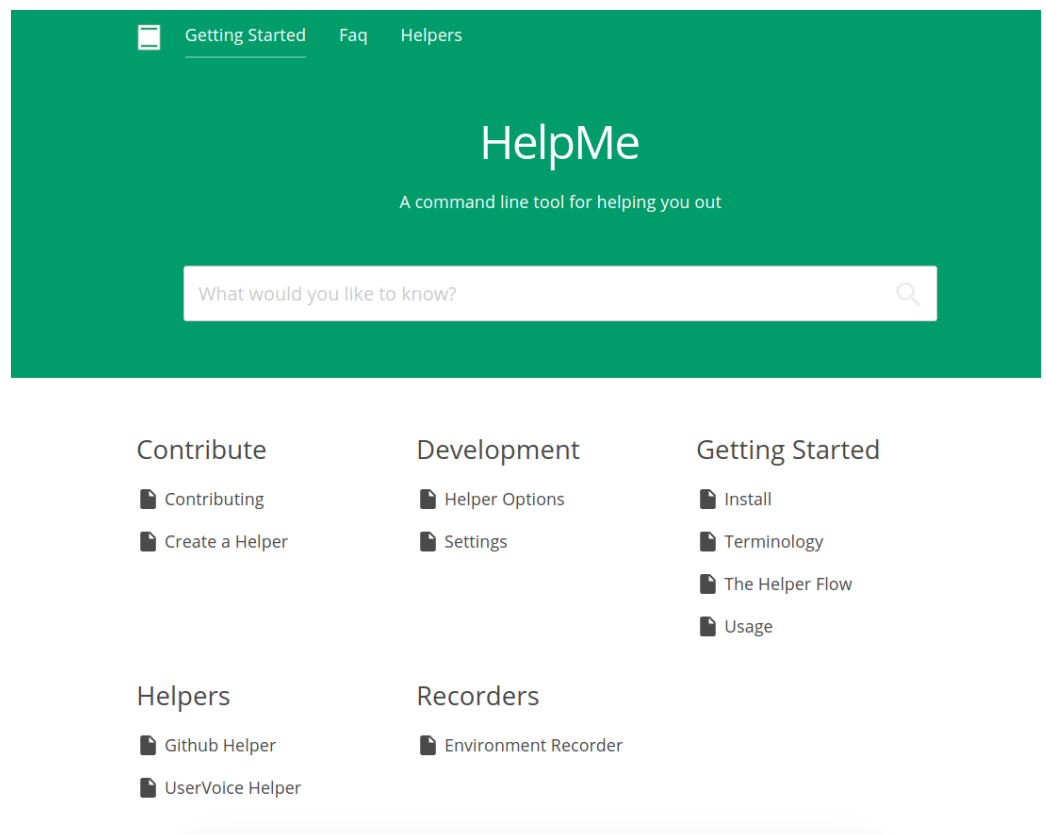 Getting Started Faq Helpers
HelpMe
A command line tool for helping you out
What would you like to know?
Contribute
Contributing
Create a Helper
Development
Helper Options
Settings
Getting Started
Install
Terminology
The Helper Flow
Usage
Helpers
Github Helper
UserVoice Helper
Recorders
Environment Recorder